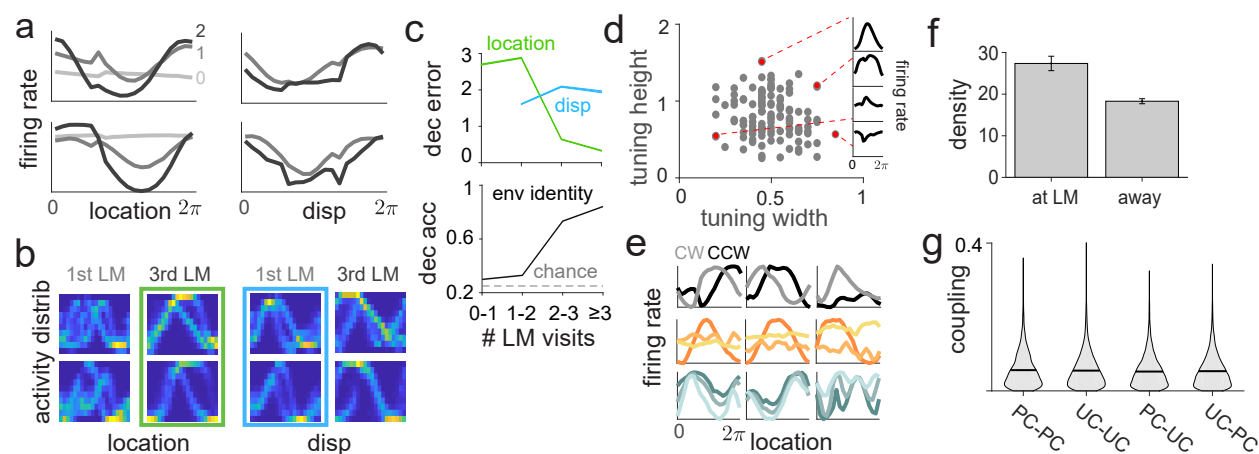 a
firing rate
2
1
0
0
location
2π
0
disp
2π
b
activity distrib
1st LM
3rd LM
1st LM
3rd LM
location
disp
c
dec error
3
2
1
0
location
disp
dec acc
1
0.6
0.2
env identity
chance
0-1
1-2
2-3
≥3
# LM visits
d
tuning height
2
1
0
0
0.5
1
tuning width
firing rate
0
2π
e
CW CCW
firing rate
0
2π
location
f
density
30
20
10
0
at LM
away
g
coupling
0.4
PC-PC
UC-UC
PC-UC
UC-PC